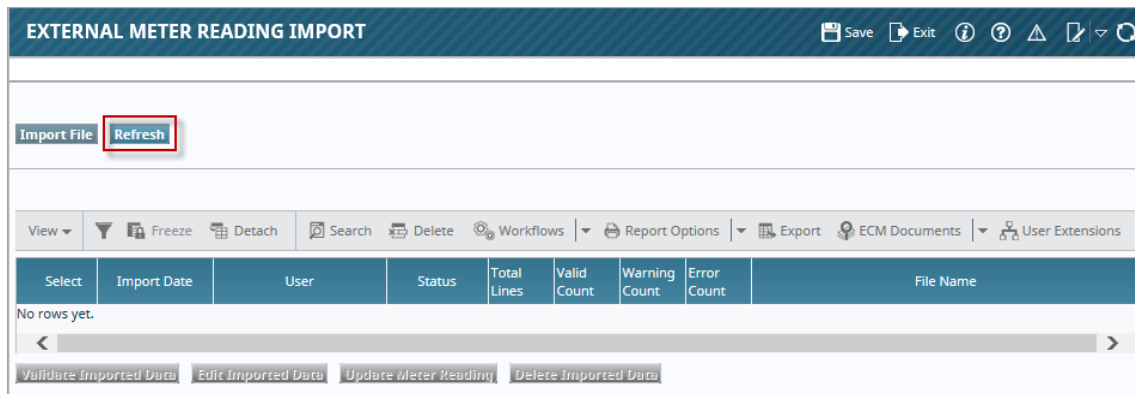 EXTERNAL METER READING IMPORT Save Exit
Import File Refresh
View Freeze Detach Search Delete Workflows Report Options Export ECM Documents User Extensions
Select Import Date User Status Total Lines Valid Count Warning Count Error Count File Name
No rows yet.
Validate Imported Data Edit Imported Data Update Meter Reading Delete Imported Data